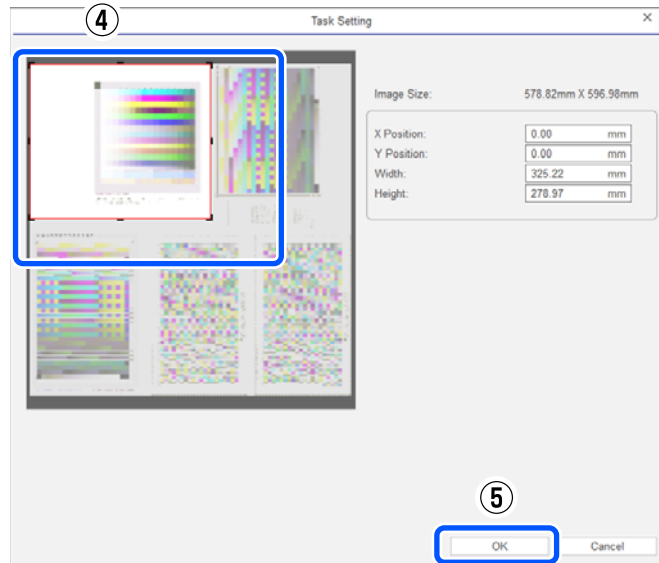 ④
Task Setting ×
Image Size: 578.82mm X 596.98mm
X Position: 0.00 mm
Y Position: 0.00 mm
Width: 325.22 mm
Height: 278.97 mm
⑤
OK Cancel